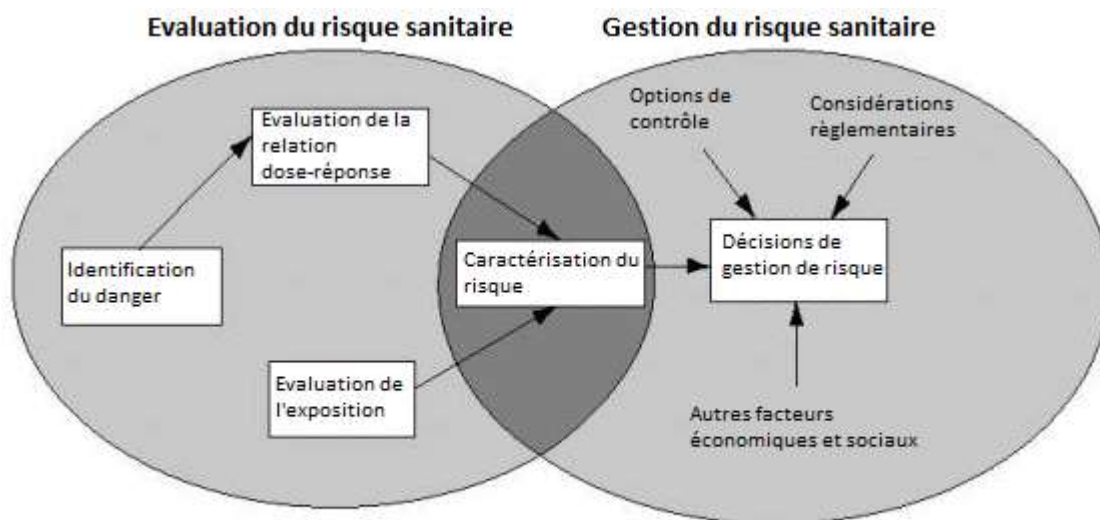 Evaluation du risque sanitaire
Gestion du risque sanitaire
Evaluation de la
relation
dose-réponse
Identification
du danger
Evaluation de
l'exposition
Caractérisation du
risque
Options de
contrôle
Considérations
règlementaires
Décisions de
gestion de risque
Autres facteurs
économiques et sociaux